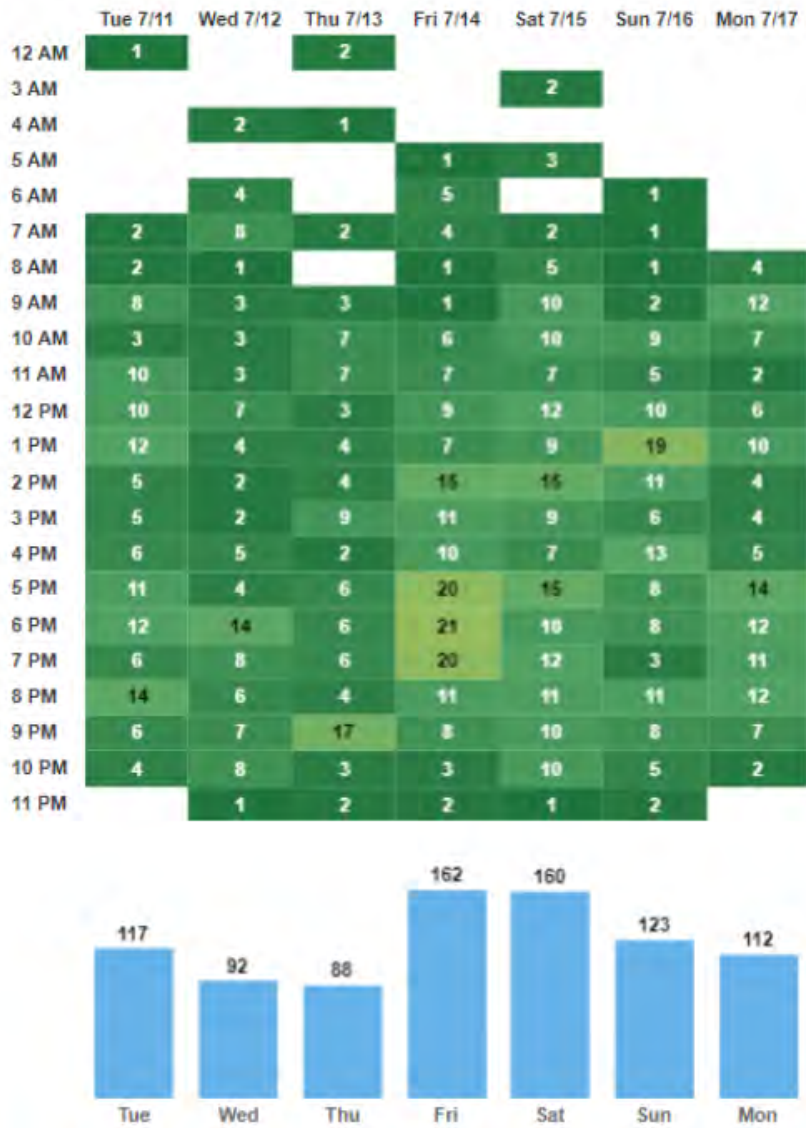 Tue 7/11 Wed 7/12 Thu 7/13 Fri 7/14 Sat 7/15 Sun 7/16 Mon 7/17
12 AM 1 2
3 AM 2
4 AM 2 1
5 AM 1 3
6 AM 4 5 1
7 AM 2 8 2 4 2 1
8 AM 2 1 1 5 1 4
9 AM 8 3 3 1 10 2 12
10 AM 3 3 7 6 10 9 7
11 AM 10 3 7 7 7 5 2
12 PM 10 7 3 9 12 10 6
1 PM 12 4 4 7 9 19 10
2 PM 5 2 4 15 15 11 4
3 PM 5 2 9 11 9 6 4
4 PM 6 5 2 10 7 13 5
5 PM 11 4 6 20 15 8 14
6 PM 12 14 6 21 10 8 12
7 PM 6 8 6 20 12 3 11
8 PM 14 6 4 11 11 11 12
9 PM 6 7 17 8 10 8 7
10 PM 4 8 3 3 10 5 2
11 PM 1 2 2 1 2
117 92 88 162 160 123 112
Tue Wed Thu Fri Sat Sun Mon